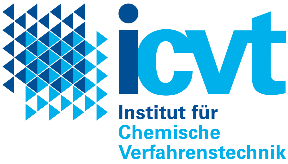 icvt
Institut für
Chemische
Verfahrenstechnik